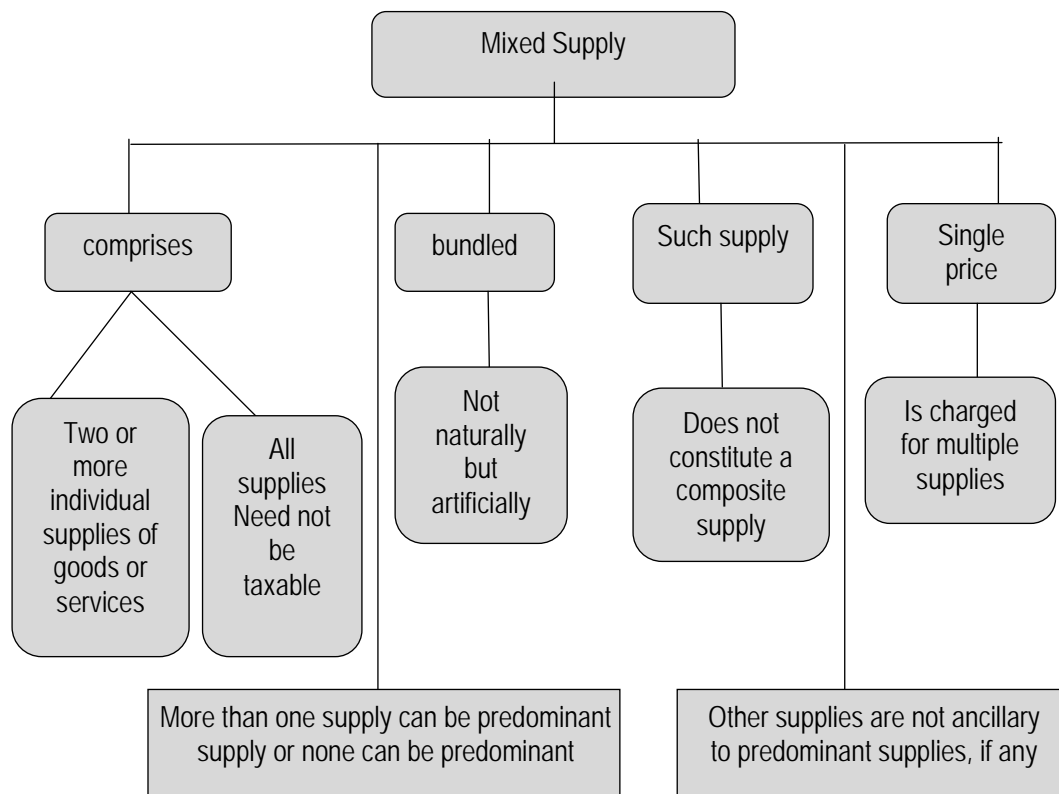 Mixed Supply
comprises
bundled
Such supply
Single
price
Two or
more
individual
supplies of
goods or
services
All
supplies
Need not
be
taxable
Not
naturally
but
artificially
Does not
constitute a
composite
supply
Is charged
for multiple
supplies
More than one supply can be predominant
supply or none can be predominant
Other supplies are not ancillary
to predominant supplies, if any